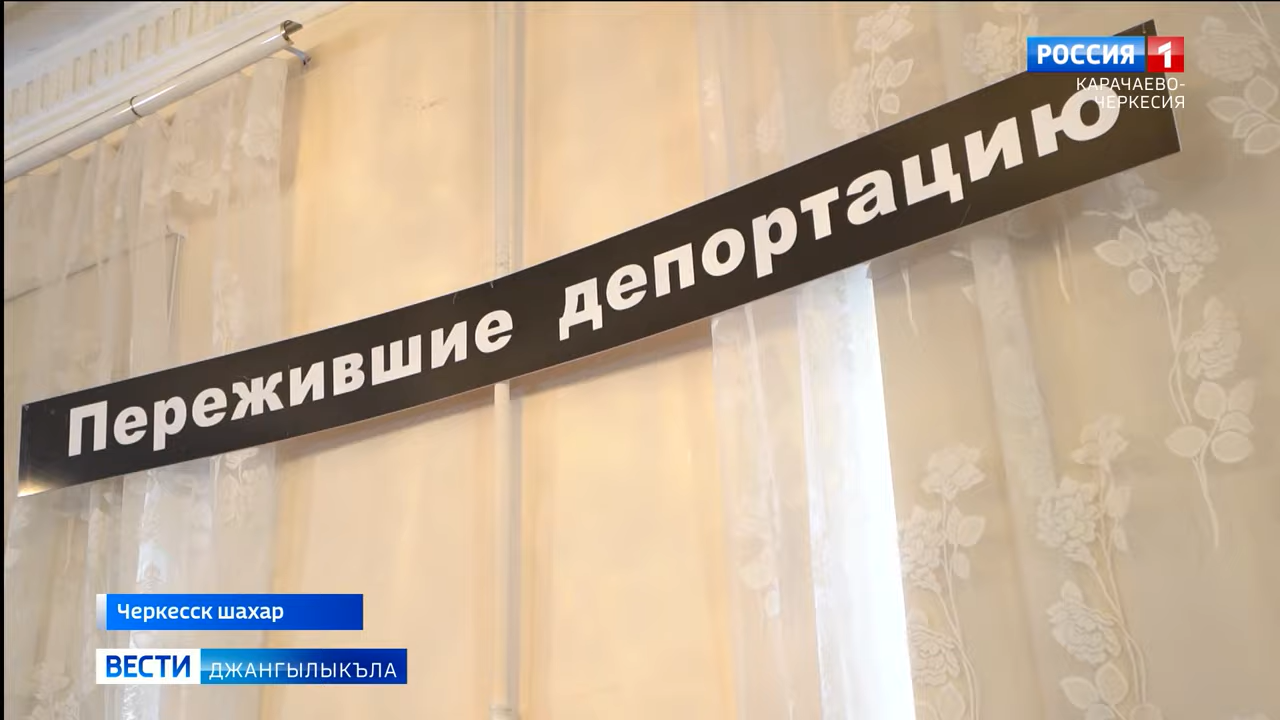 РОССИЯ 1
КАРАЧАЕВО-
ЧЕРКЕСИЯ
Пережившие депортацию
Черкесск шахар
ВЕСТИ ДЖАНГЫЛЫКЪЛА